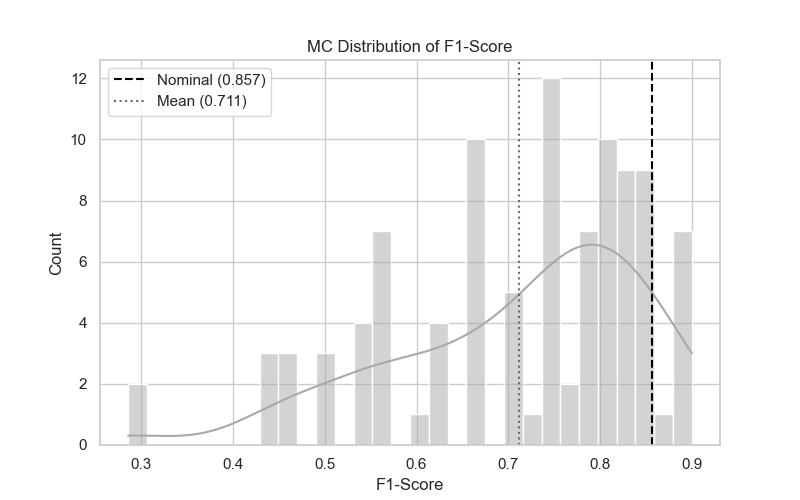 MC Distribution of F1-Score
Nominal (0.857)
Mean (0.711)
12
10
8
6
4
2
0
Count
0.3 0.4 0.5 0.6 0.7 0.8 0.9
F1-Score